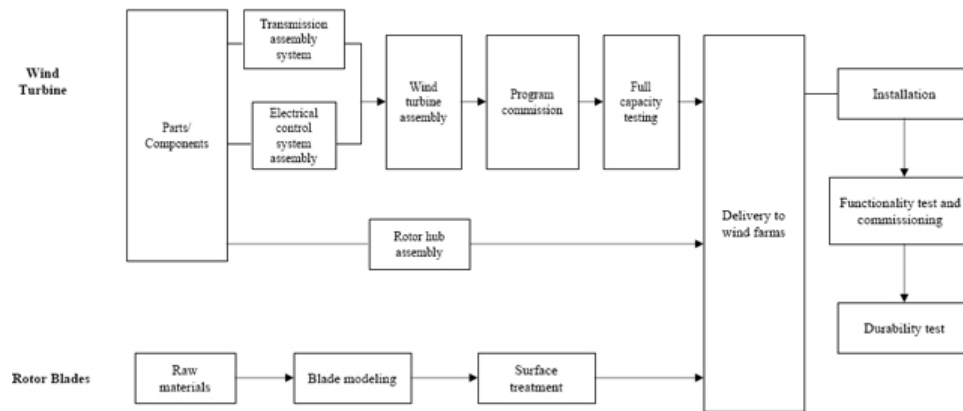 Wind
Turbine
Parts/
Components
Transmission
assembly
system
Electrical
control
system
assembly
Wind
turbine
assembly
Program
commission
Full
capacity
testing
Rotor hub
assembly
Delivery to
wind farms
Installation
Functionality test and
commissioning
Durability test
Rotor Blades
Raw
materials
Blade modeling
Surface
treatment